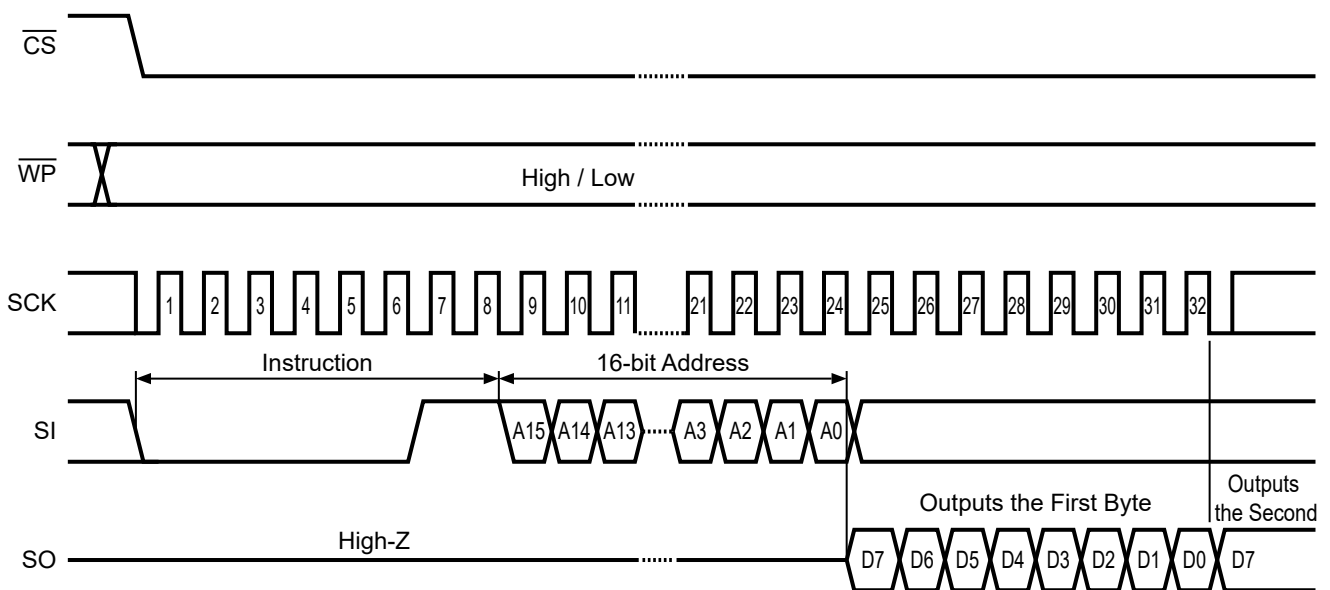 CS
WP
High / Low
SCK
1 2 3 4 5 6 7 8 9 10 11 21 22 23 24 25 26 27 28 29 30 31 32
Instruction
16-bit Address
SI
A15 A14 A13 A3 A2 A1 A0
Outputs the First Byte
Outputs
the Second
High-Z
SO
D7 D6 D5 D4 D3 D2 D1 D0 D7